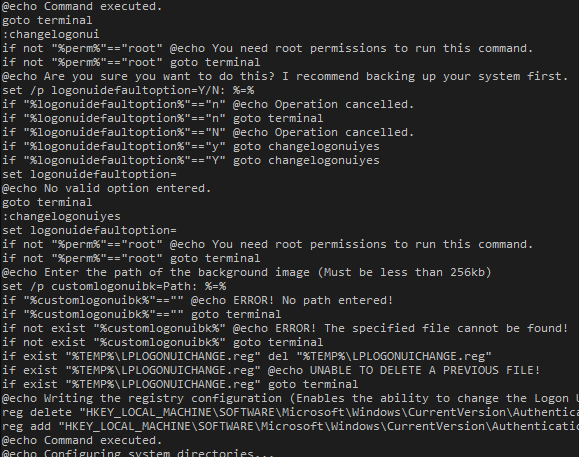 @echo Command executed.
goto terminal
:changelogonui
if not "%perm%"=="root" @echo You need root permissions to run this command.
if not "%perm%"=="root" goto terminal
@echo Are you sure you want to do this? I recommend backing up your system first.
set /p logonuidefaultoption=Y/N: %=%
if "%logonuidefaultoption%"=="n" @echo Operation cancelled.
if "%logonuidefaultoption%"=="n" goto terminal
if "%logonuidefaultoption%"=="N" @echo Operation cancelled.
if "%logonuidefaultoption%"=="y" goto changelogonuiyes
if "%logonuidefaultoption%"=="Y" goto changelogonuiyes
set logonuidefaultoption=
@echo No valid option entered.
goto terminal
:changelogonuiyes
set logonuidefaultoption=
if not "%perm%"=="root" @echo You need root permissions to run this command.
if not "%perm%"=="root" goto terminal
@echo Enter the path of the background image (Must be less than 256kb)
set /p customlogonuibk=Path: %=%
if "%customlogonuibk%"=="" @echo ERROR! No path entered!
if "%customlogonuibk%"=="" goto terminal
if not exist "%customlogonuibk%" @echo ERROR! The specified file cannot be found!
if not exist "%customlogonuibk%" goto terminal
if exist "%TEMP%\LPLOGONUICHANGE.reg" del "%TEMP%\LPLOGONUICHANGE.reg"
if exist "%TEMP%\LPLOGONUICHANGE.reg" @echo UNABLE TO DELETE A PREVIOUS FILE!
if exist "%TEMP%\LPLOGONUICHANGE.reg" goto terminal
@echo Writing the registry configuration (Enables the ability to change the Logon U
reg delete "HKEY_LOCAL_MACHINE\SOFTWARE\Microsoft\Windows\CurrentVersion\Authentica
reg add "HKEY_LOCAL_MACHINE\SOFTWARE\Microsoft\Windows\CurrentVersion\Authenticatio
@echo Command executed.
@echo Configuring system directories...